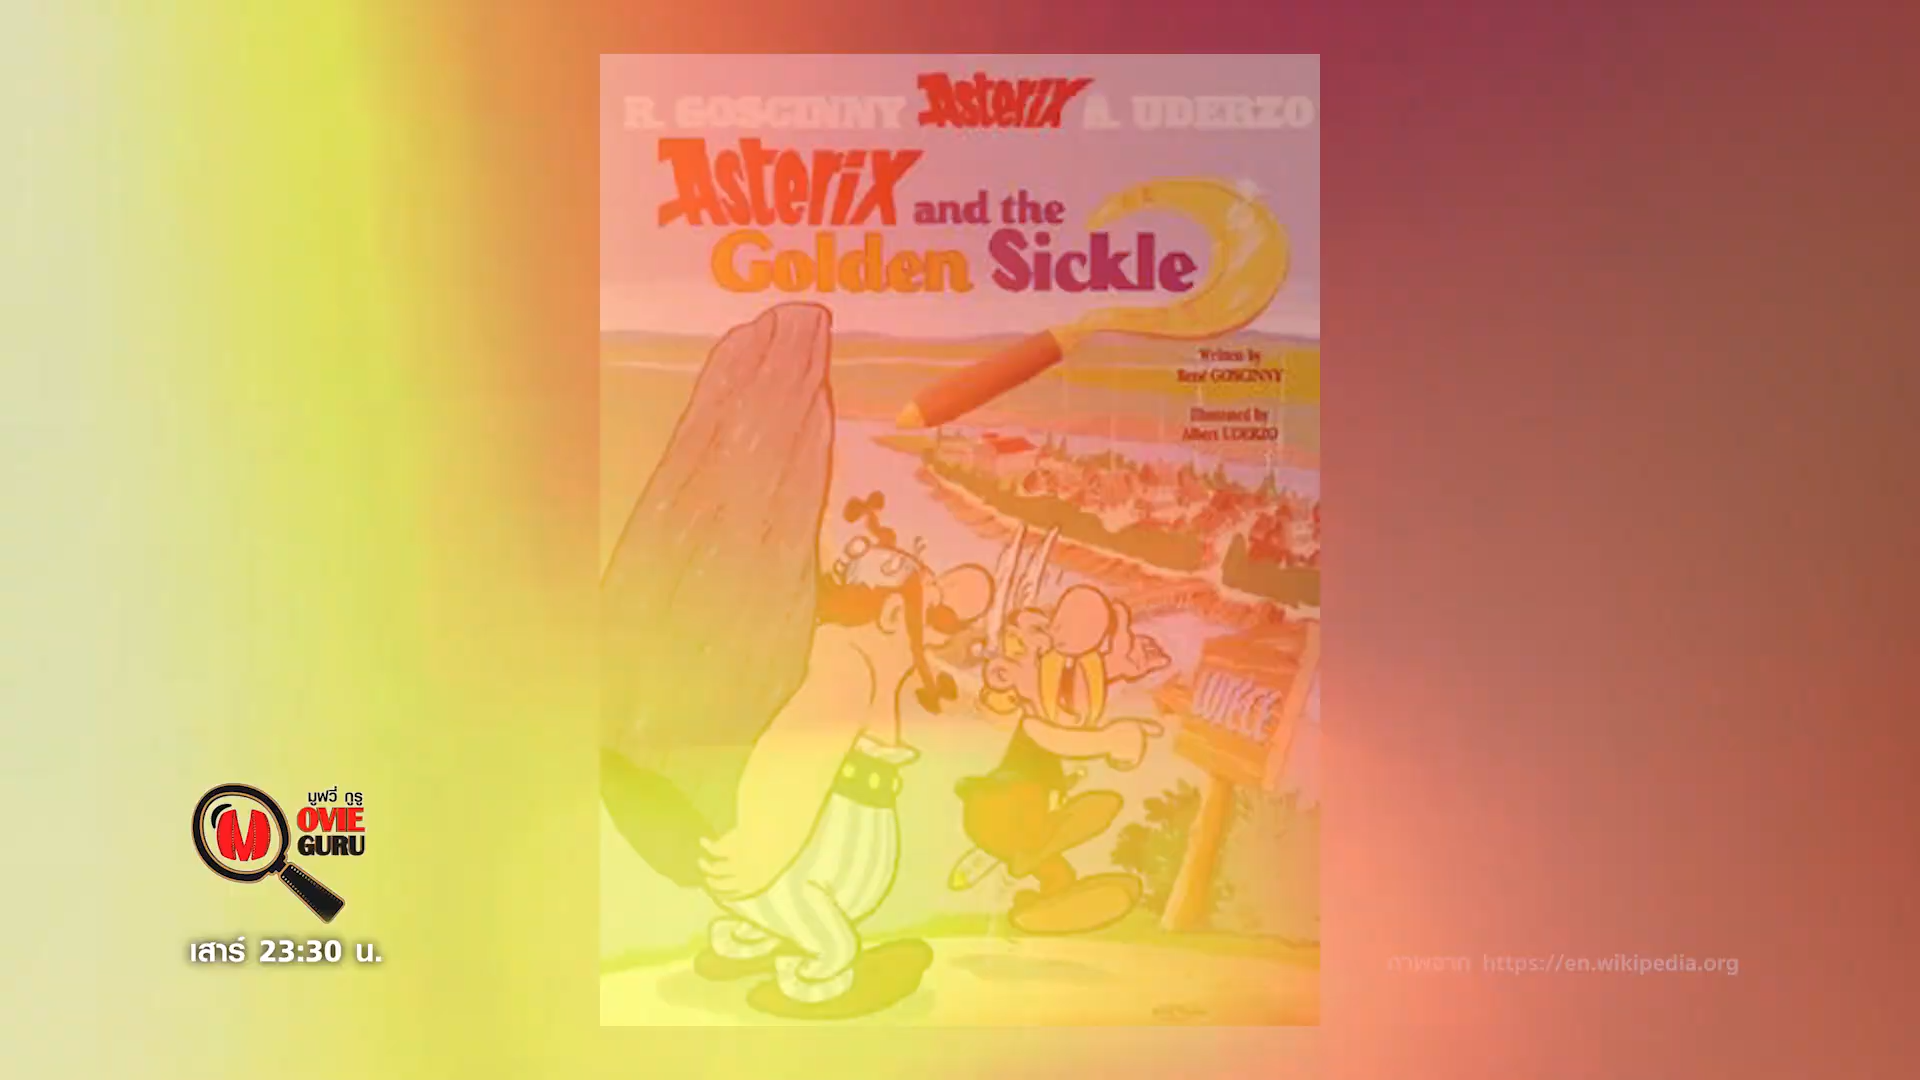 R. GOSCINNY Asterix A. UDERZO
Asterix and the
Golden Sickle
Written by
René GOSCINNY
Illustrated by
Albert UDERZO
LUTECE
มูฟวี่ กูรู
MOVIE
GURU
เสาร์ 23:30 น.
ภาพจาก https://en.wikipedia.org